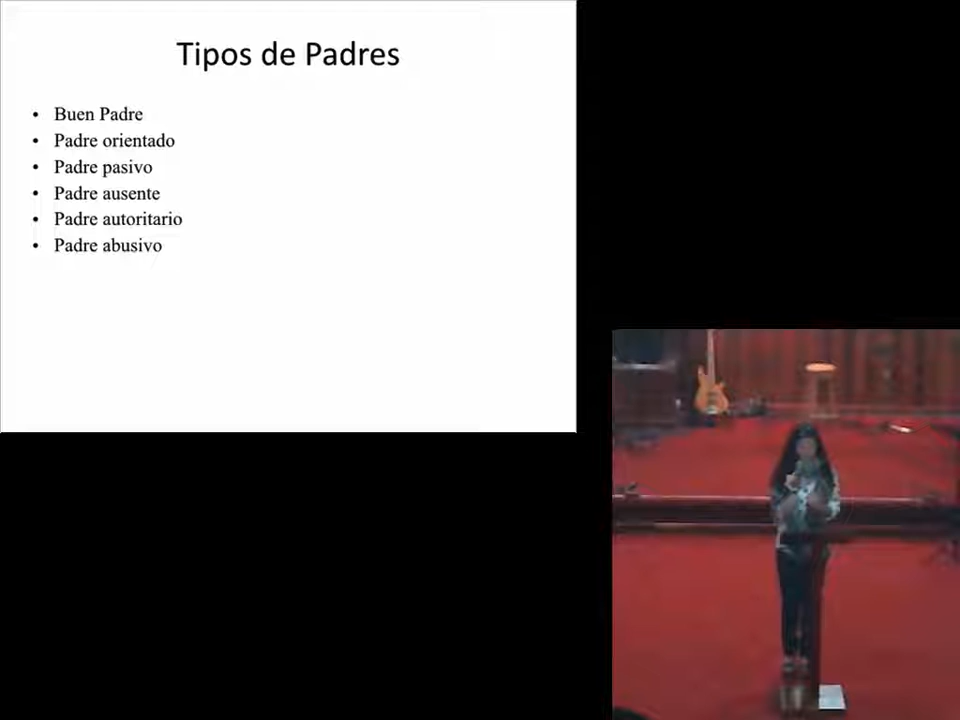 Tipos de Padres
• Buen Padre
• Padre orientado
• Padre pasivo
• Padre ausente
• Padre autoritario
• Padre abusivo